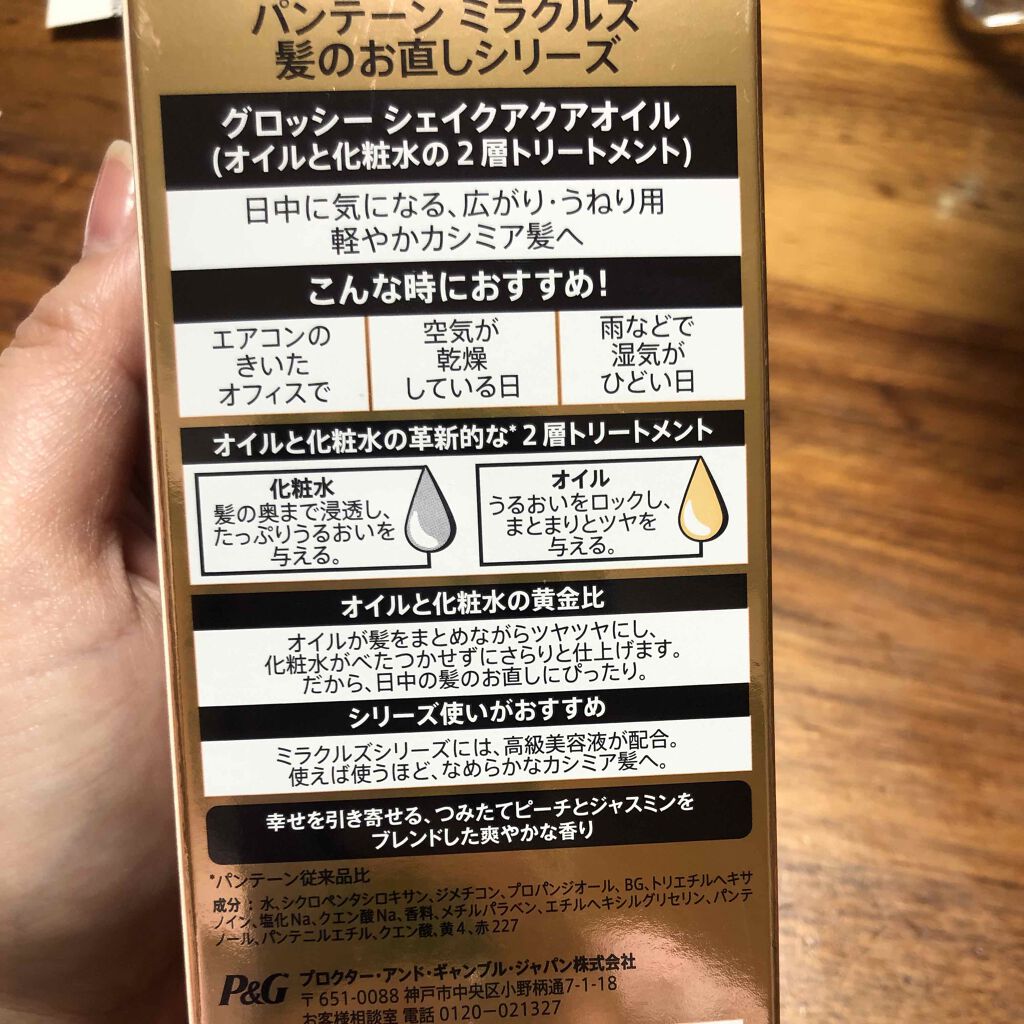 パンテーン ミラクルズ
髪のお直しシリーズ
グロッシー シェイクアクアオイル
(オイルと化粧水の2層トリートメント)
日中に気になる、広がり・うねり用
軽やかカシミア髪へ
こんな時におすすめ!
エアコンの
きいた
オフィスで
空気が
乾燥
している日
雨などで
湿気が
ひどい日
オイルと化粧水の革新的な*2層トリートメント
化粧水
髪の奥まで浸透し、
たっぷりうるおいを
与える。
オイル
うるおいをロックし、
まとまりとツヤを
与える。
オイルと化粧水の黄金比
オイルが髪をまとめながらツヤツヤにし、
化粧水がべたつかせずにさらりと仕上げます。
だから、日中の髪のお直しにぴったり。
シリーズ使いがおすすめ
ミラクルズシリーズには、高級美容液が配合。
使えば使うほど、なめらかなカシミア髪へ。
幸せを引き寄せる、つみたてピーチとジャスミンを
ブレンドした爽やかな香り
*パンテーン従来品比
成分:水、シクロペンタシロキサン、ジメチコン、プロパンジオール、BG、トリエチルヘキサ
ノイン、塩化Na、クエン酸Na、香料、メチルパラベン、エチルヘキシルグリセリン、パンテ
ノール、パンテニルエチル、クエン酸、黄4、赤227
P&G プロクター・アンド・ギャンブル・ジャパン株式会社
〒651-0088 神戸市中央区小野柄通7-1-18
お客様相談室 電話 0120-021327